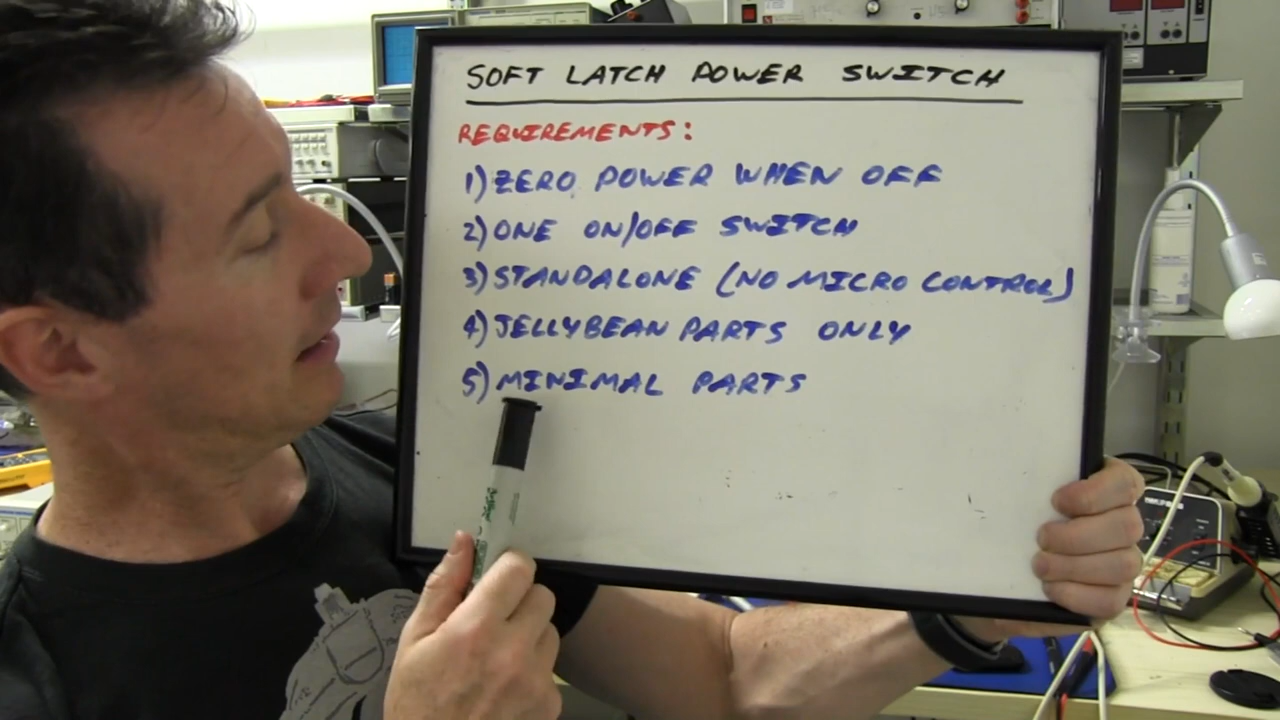 SOFT LATCH POWER SWITCH
REQUIREMENTS:
1) ZERO POWER WHEN OFF
2) ONE ON/OFF SWITCH
3) STANDALONE (NO MICRO CONTROL)
4) JELLYBEAN PARTS ONLY
5) MINIMAL PARTS